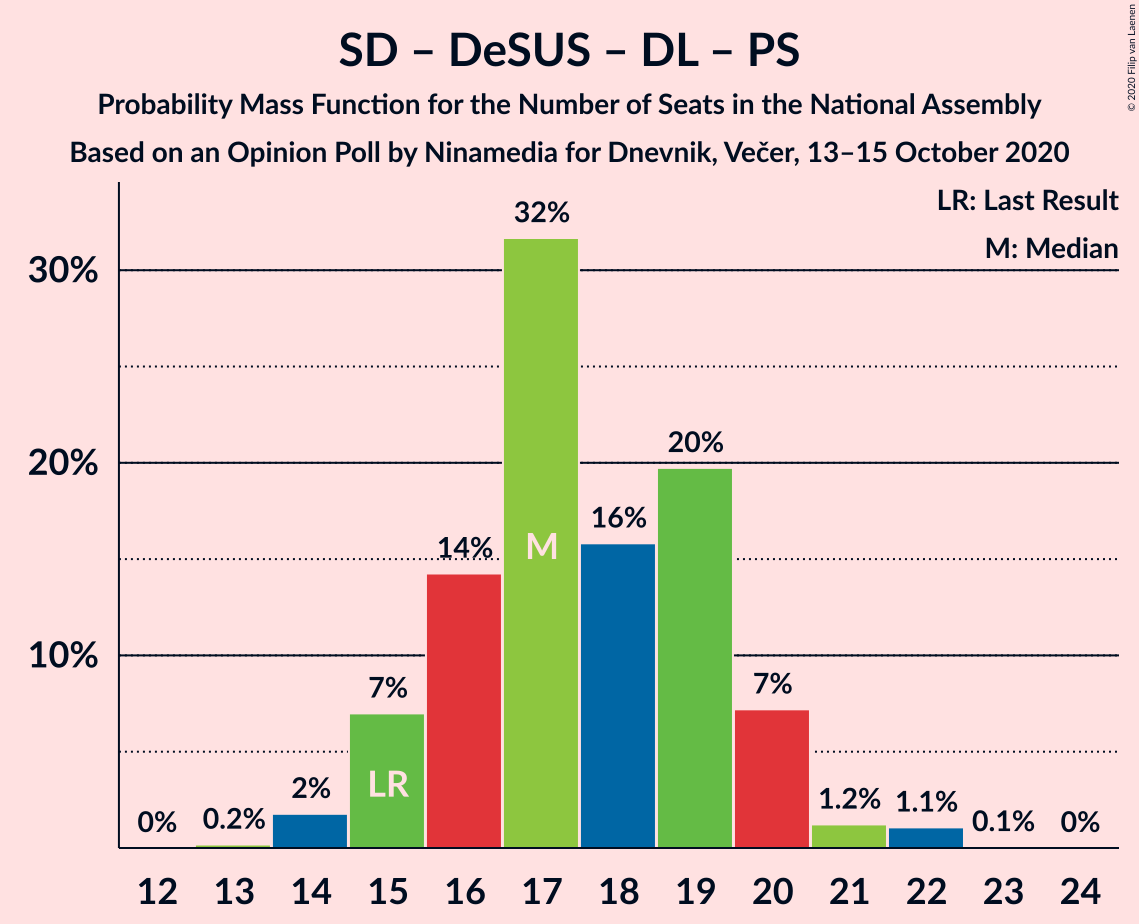 SD – DeSUS – DL – PS
Probability Mass Function for the Number of Seats in the National Assembly
Based on an Opinion Poll by Ninamedia for Dnevnik, Večer, 13–15 October 2020
© 2020 Filip van Laenen
LR: Last Result
M: Median
30%
20%
10%
0%
0.2%
2%
7%
14%
32%
16%
20%
7%
1.2%
1.1%
0.1%
0%
LR
M
12 13 14 15 16 17 18 19 20 21 22 23 24